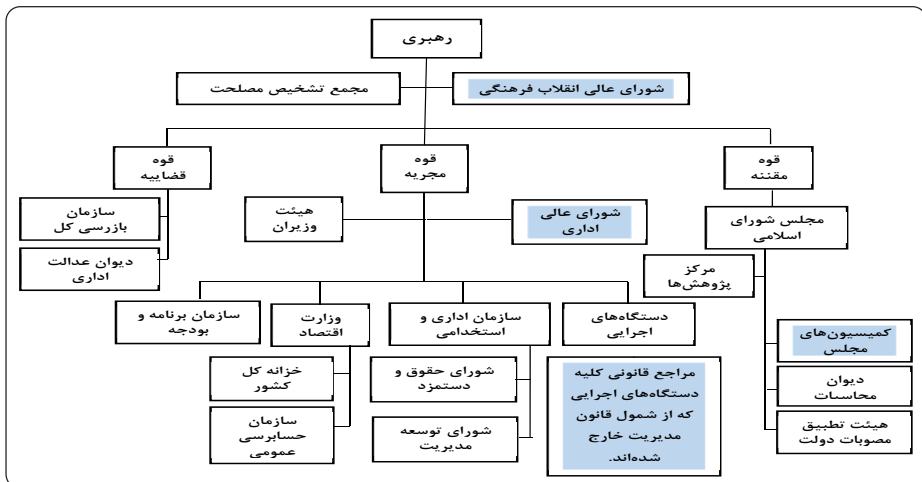 رهبری
شورای عالی انقلاب فرهنگی
مجمع تشخیص مصلحت
قوه
مقننه
قوه
مجریه
قوه
قضاییه
مجلس شورای
اسلامی
مرکز
پژوهش‌ها
کمیسیون‌های
مجلس
دیوان
محاسبات
هیئت تطبیق
مصوبات دولت
شورای عالی
اداری
هیئت
وزیران
دستگاه‌های
اجرایی
مراجع قانونی کلیه
دستگاه‌های اجرایی
که از شمول قانون
مدیریت خارج
شده‌اند.
سازمان اداری و
استخدامی
شورای حقوق و
دستمزد
شورای توسعه
مدیریت
وزارت
اقتصاد
خزانه کل
کشور
سازمان
حسابرسی
عمومی
سازمان برنامه و
بودجه
سازمان
بازرسی کل
دیوان عدالت
اداری